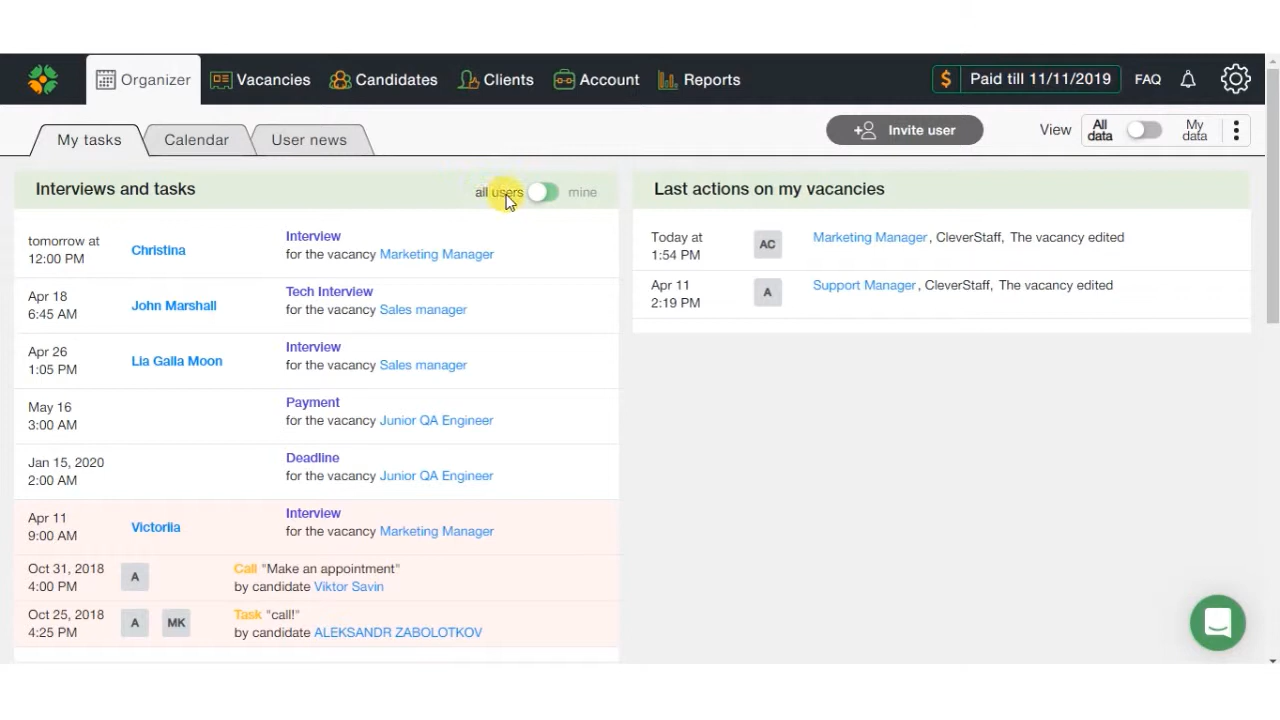 Organizer
Vacancies
Candidates
Clients
Account
Reports
$ Paid till 11/11/2019
FAQ
My tasks
Calendar
User news
Invite user
View
All data
My data
Interviews and tasks
all users
mine
tomorrow at
12:00 PM
Christina
Interview
for the vacancy Marketing Manager
Apr 18
6:45 AM
John Marshall
Tech Interview
for the vacancy Sales manager
Apr 26
1:05 PM
Lia Galla Moon
Interview
for the vacancy Sales manager
May 16
3:00 AM
Payment
for the vacancy Junior QA Engineer
Jan 15, 2020
2:00 AM
Deadline
for the vacancy Junior QA Engineer
Apr 11
9:00 AM
Victoriia
Interview
for the vacancy Marketing Manager
Oct 31, 2018
4:00 PM
A
Call "Make an appointment"
by candidate Viktor Savin
Oct 25, 2018
4:25 PM
A
MK
Task "call!"
by candidate ALEKSANDR ZABOLOTKOV
Last actions on my vacancies
Today at
1:54 PM
AC
Marketing Manager, CleverStaff, The vacancy edited
Apr 11
2:19 PM
A
Support Manager, CleverStaff, The vacancy edited